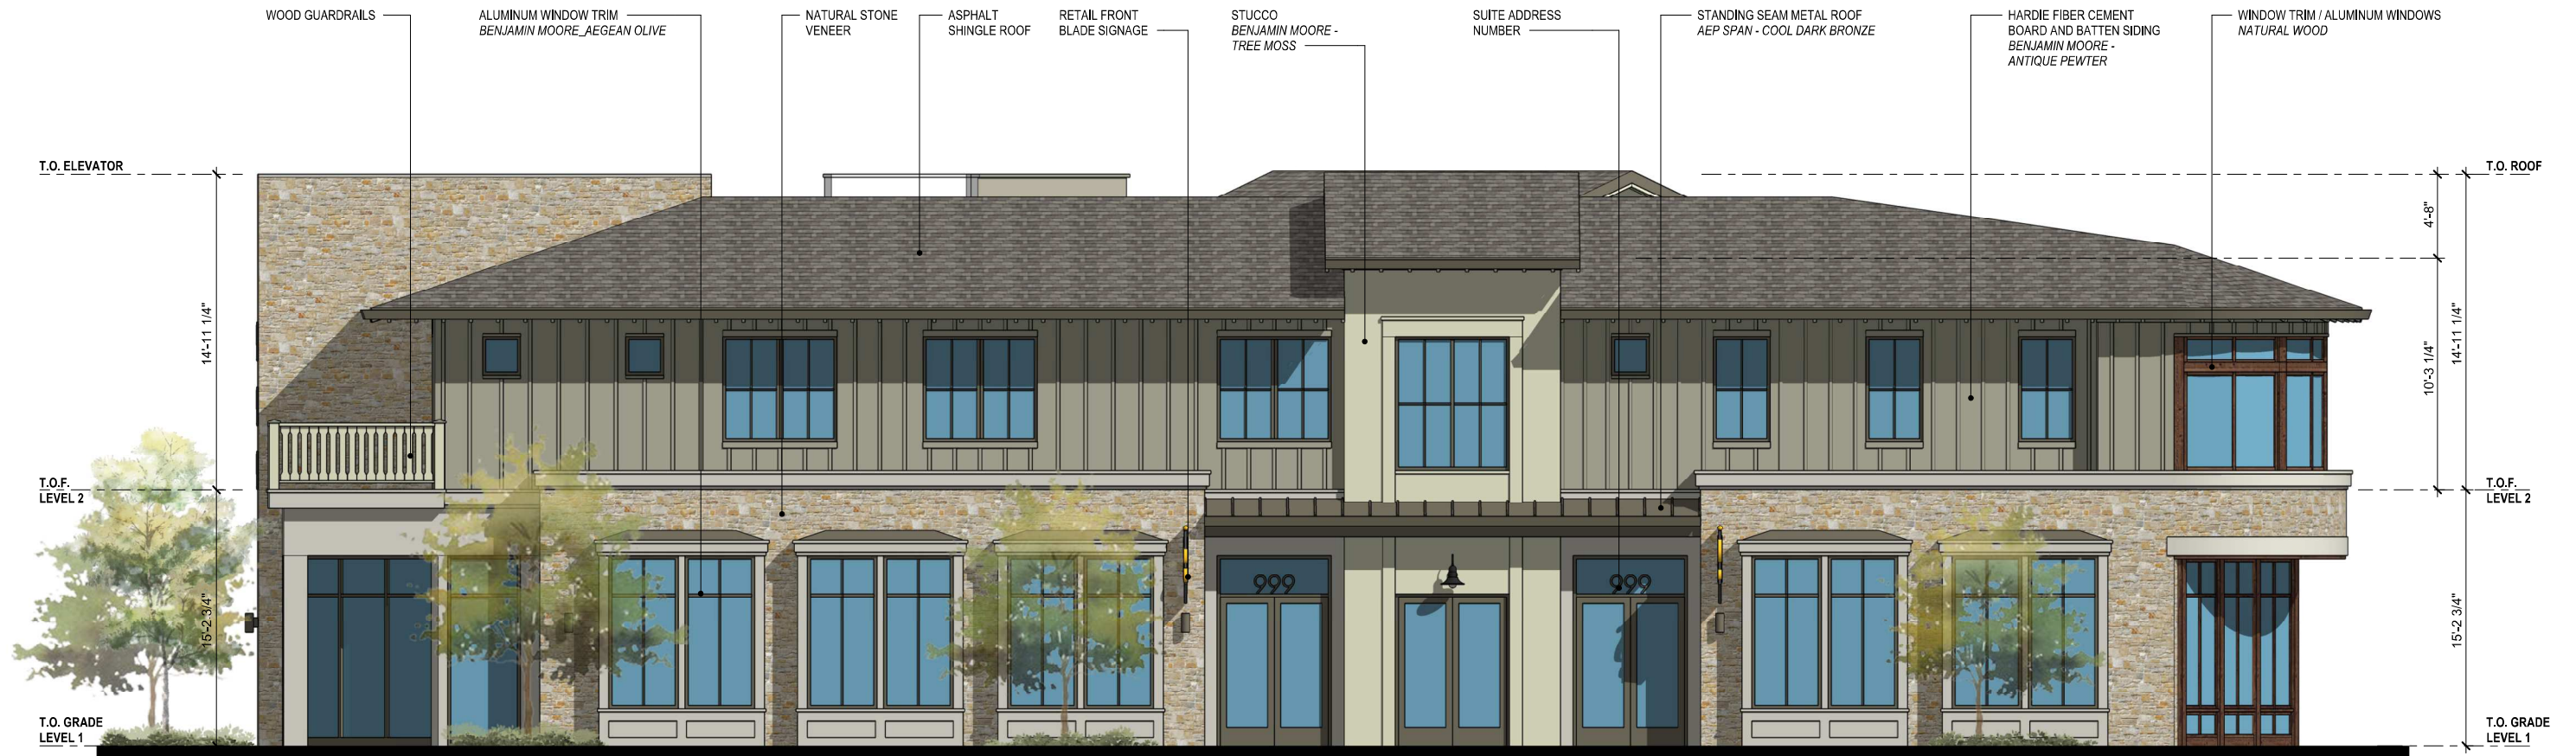 WOOD GUARDRAILS
ALUMINUM WINDOW TRIM
BENJAMIN MOORE_AEGEAN OLIVE
NATURAL STONE
VENEER
ASPHALT
SHINGLE ROOF
RETAIL FRONT
BLADE SIGNAGE
STUCCO
BENJAMIN MOORE -
TREE MOSS
SUITE ADDRESS
NUMBER
STANDING SEAM METAL ROOF
AEP SPAN - COOL DARK BRONZE
HARDIE FIBER CEMENT
BOARD AND BATTEN SIDING
BENJAMIN MOORE -
ANTIQUE PEWTER
WINDOW TRIM / ALUMINUM WINDOWS
NATURAL WOOD
T.O. ELEVATOR
14'-11 1/4"
T.O.F.
LEVEL 2
15'-2 3/4"
T.O. GRADE
LEVEL 1
999
999
T.O. ROOF
4'-8"
10'-3 1/4"
14'-11 1/4"
T.O.F.
LEVEL 2
15'-2 3/4"
T.O. GRADE
LEVEL 1